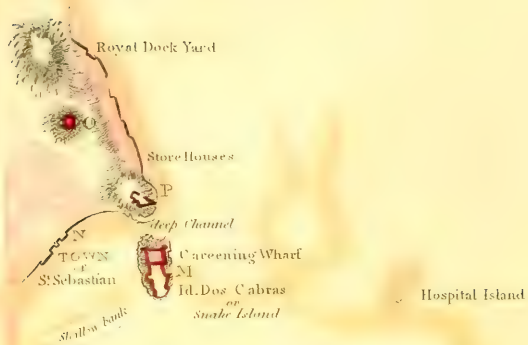 Royal Dock Yard
O
Store Houses
P
deep Channel
N
TOWN
of
St. Sebastian
Careening Wharf
M
Id. Dos Cabras
or
Snake Island
Hospital Island
Shallow bank